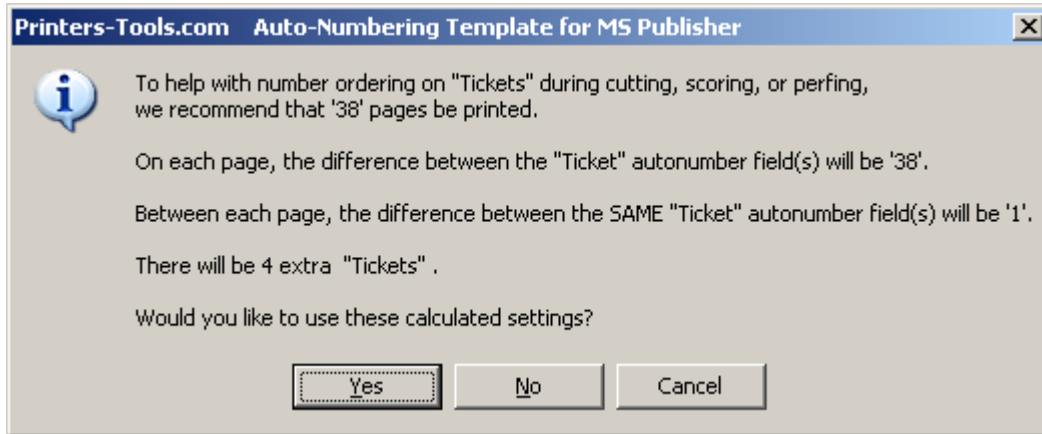 Printers-Tools.com   Auto-Numbering Template for MS Publisher
To help with number ordering on "Tickets" during cutting, scoring, or perfing,
we recommend that '38' pages be printed.
On each page, the difference between the "Ticket" autonumber field(s) will be '38'.
Between each page, the difference between the SAME "Ticket" autonumber field(s) will be '1'.
There will be 4 extra  "Tickets" .
Would you like to use these calculated settings?
Yes No Cancel